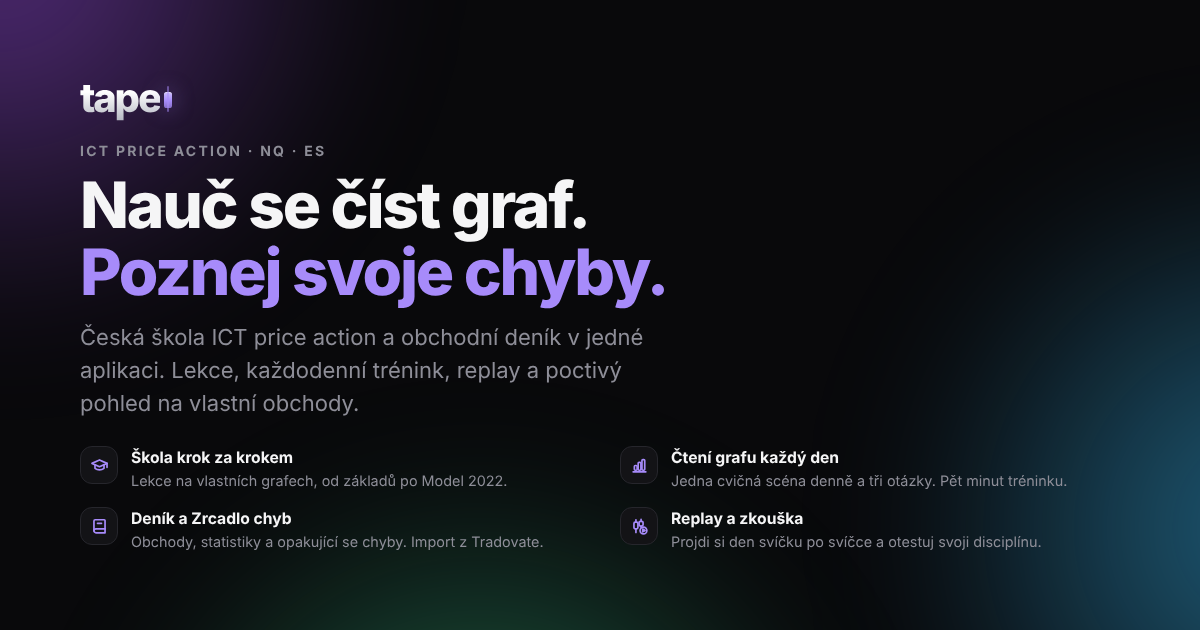 tape
ICT PRICE ACTION · NQ · ES
Nauč se číst graf.
Poznej svoje chyby.
Česká škola ICT price action a obchodní deník v jedné
aplikaci. Lekce, každodenní trénink, replay a poctivý
pohled na vlastní obchody.
Škola krok za krokem
Lekce na vlastních grafech, od základů po Model 2022.
Čtení grafu každý den
Jedna cvičná scéna denně a tři otázky. Pět minut tréninku.
Deník a Zrcadlo chyb
Obchody, statistiky a opakující se chyby. Import z Tradovate.
Replay a zkouška
Projdi si den svíčku po svíčce a otestuj svoji disciplínu.